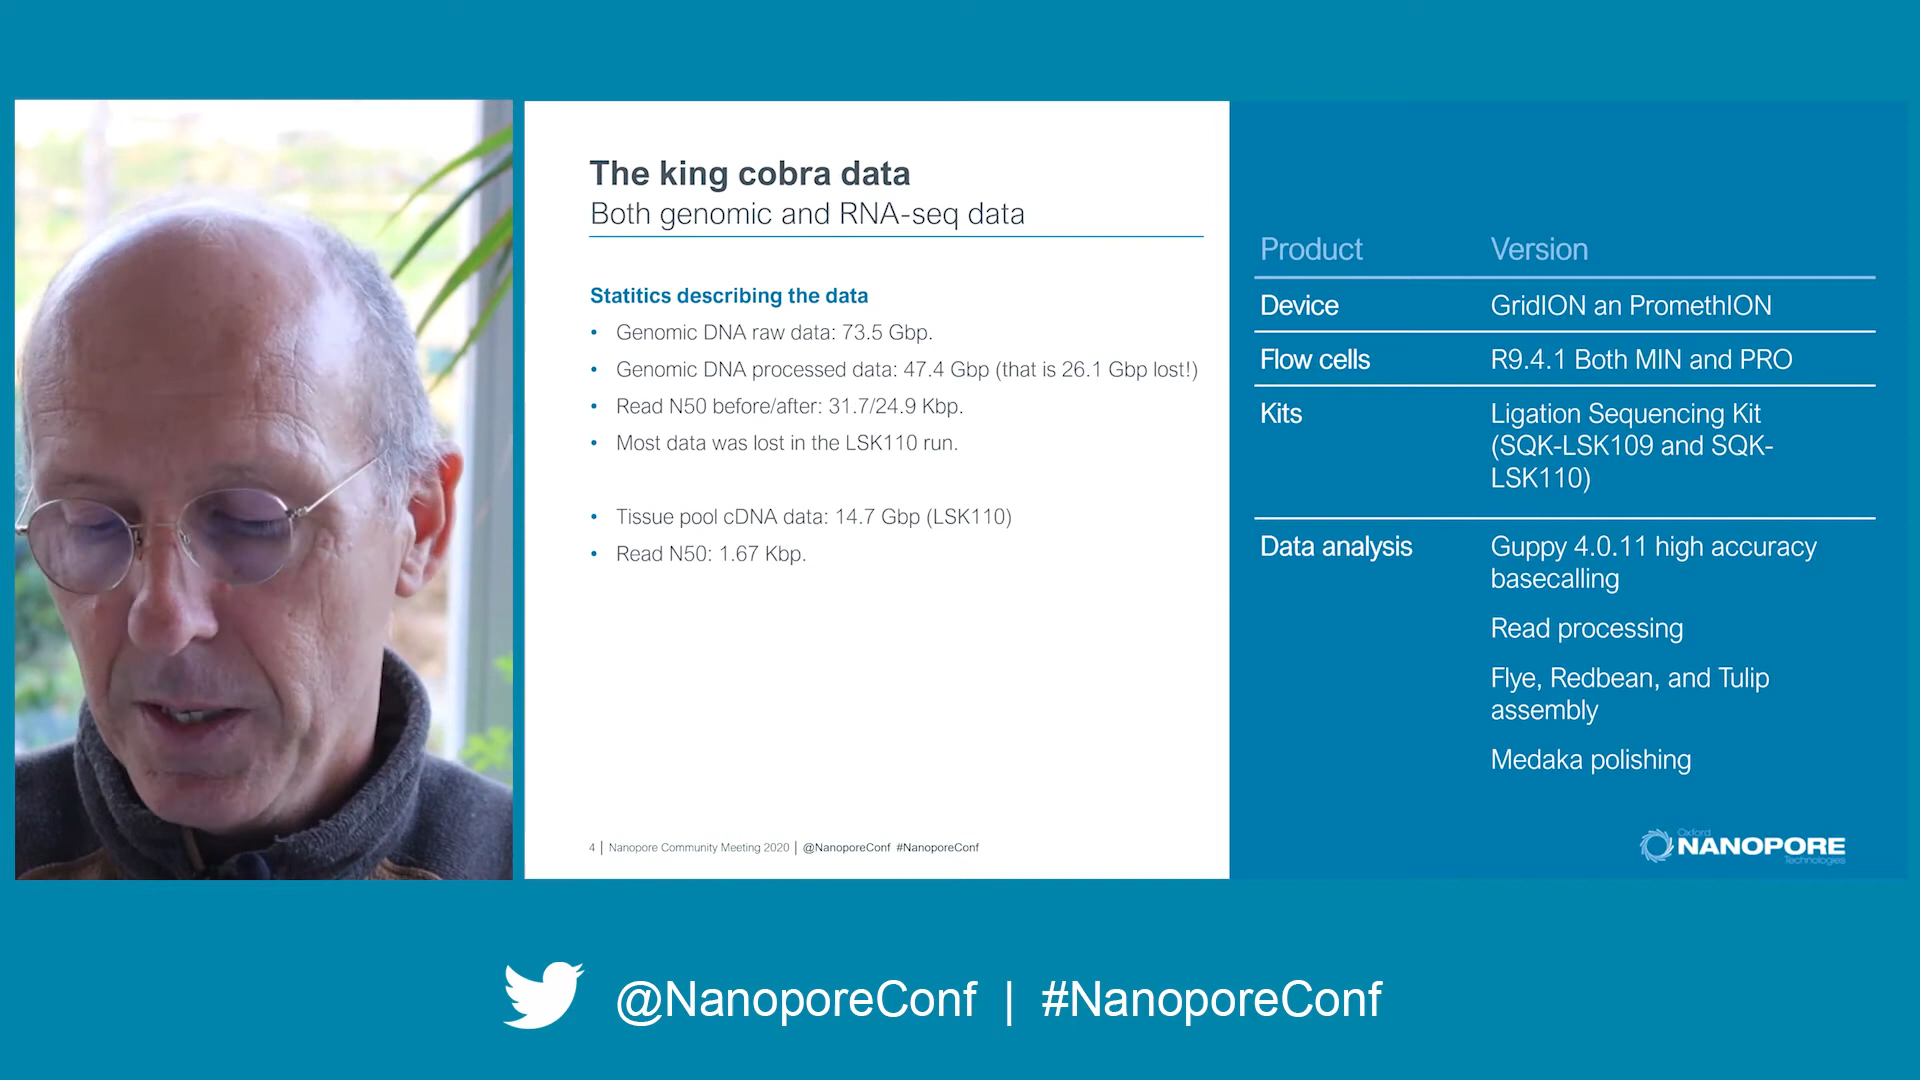 The king cobra data
Both genomic and RNA-seq data
Statitics describing the data
• Genomic DNA raw data: 73.5 Gbp.
• Genomic DNA processed data: 47.4 Gbp (that is 26.1 Gbp lost!)
• Read N50 before/after: 31.7/24.9 Kbp.
• Most data was lost in the LSK110 run.
• Tissue pool cDNA data: 14.7 Gbp (LSK110)
• Read N50: 1.67 Kbp.
4 | Nanopore Community Meeting 2020 | @NanoporeConf #NanoporeConf
Product Version
Device GridION an PromethION
Flow cells R9.4.1 Both MIN and PRO
Kits Ligation Sequencing Kit
(SQK-LSK109 and SQK-
LSK110)
Data analysis Guppy 4.0.11 high accuracy
basecalling
Read processing
Flye, Redbean, and Tulip
assembly
Medaka polishing
Oxford
NANOPORE
Technologies
@NanoporeConf | #NanoporeConf